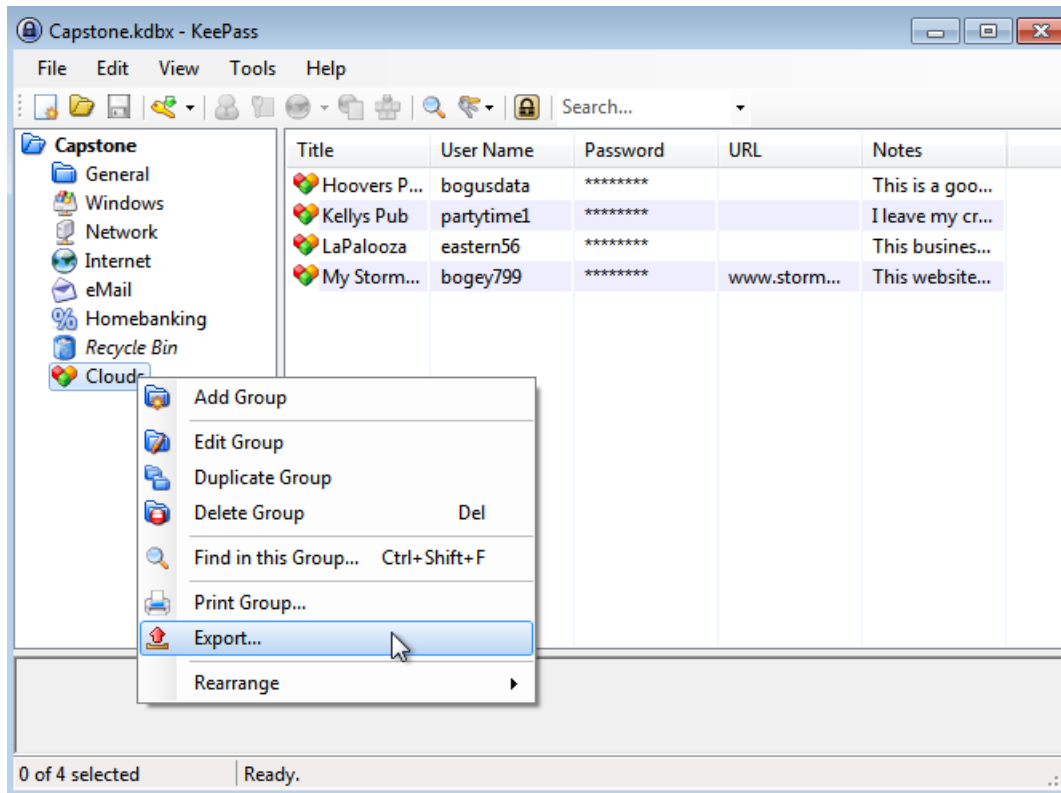 Capstone.kdbx - KeePass
File Edit View Tools Help
Search...
Capstone
General
Windows
Network
Internet
eMail
Homebanking
Recycle Bin
Clouds
Title User Name Password URL Notes
Hoovers P... bogusdata ******** This is a goo...
Kellys Pub partytime1 ******** I leave my cr...
LaPalooza eastern56 ******** This busines...
My Storm... bogey799 ******** www.storm... This website...
Add Group
Edit Group
Duplicate Group
Delete Group Del
Find in this Group... Ctrl+Shift+F
Print Group...
Export...
Rearrange
0 of 4 selected Ready.